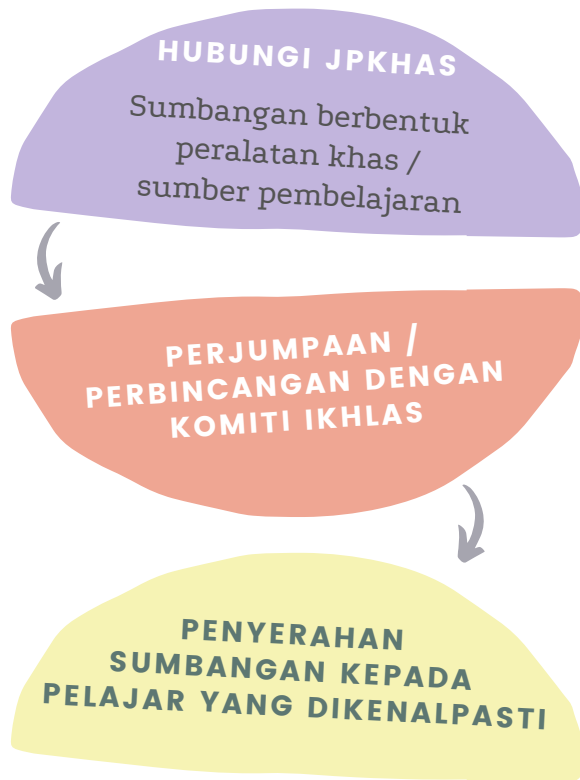 HUBUNGI JPKHAS
Sumbangan berbentuk
peralatan khas /
sumber pembelajaran
PERJUMPAAN /
PERBINCANGAN DENGAN
KOMITI IKHLAS
PENYERAHAN
SUMBANGAN KEPADA
PELAJAR YANG DIKENALPASTI